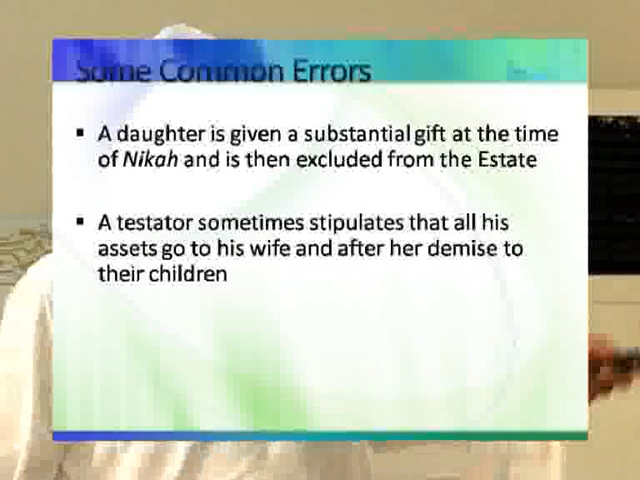 Some Common Errors
▪ A daughter is given a substantial gift at the time
of Nikah and is then excluded from the Estate
▪ A testator sometimes stipulates that all his
assets go to his wife and after her demise to
their children